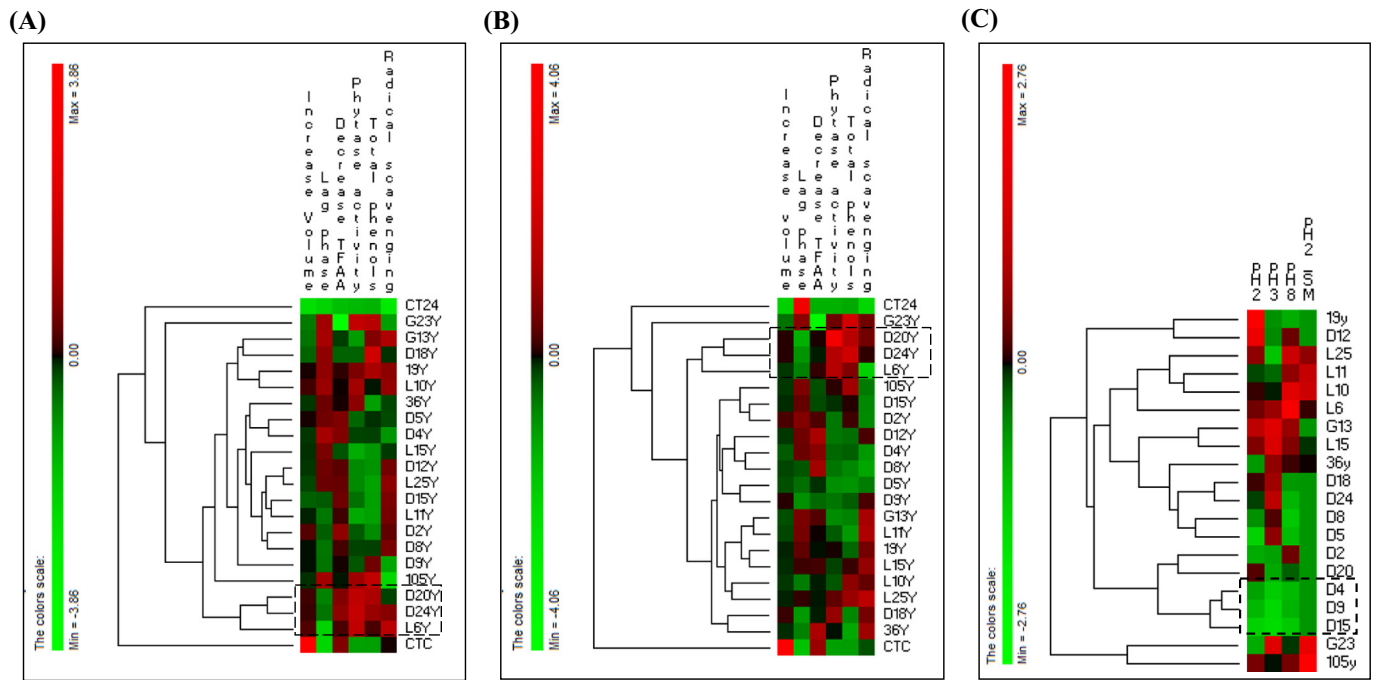 (A)
The colors scale:
Min = -3.86
0.00
Max = 3.86
Increase Volume
Lag phase
Decrease TFAA
Phytase activity
Total phenols
Radical scavenging
CT24
G23Y
G13Y
D18Y
19Y
L10Y
36Y
D5Y
D4Y
L15Y
D12Y
L25Y
D15Y
L11Y
D2Y
D8Y
D9Y
105Y
D20Y
D24Y
L6Y
CTC
(B)
The colors scale:
Min = -4.06
0.00
Max = 4.06
Increase volume
Lag phase
Decrease TFAA
Phytase activity
Total phenols
Radical scavenging
CT24
G23Y
D20Y
D24Y
L6Y
105Y
D15Y
D2Y
D12Y
D4Y
D8Y
D5Y
D9Y
G13Y
L11Y
19Y
L15Y
L10Y
L25Y
D18Y
36Y
CTC
(C)
The colors scale:
Min = -2.76
0.00
Max = 2.76
PH2
PH3
PH8
PH2_SM
19y
D12
L25
L11
L10
L6
G13
L15
36y
D18
D24
D8
D5
D2
D20
D4
D9
D15
G23
105y